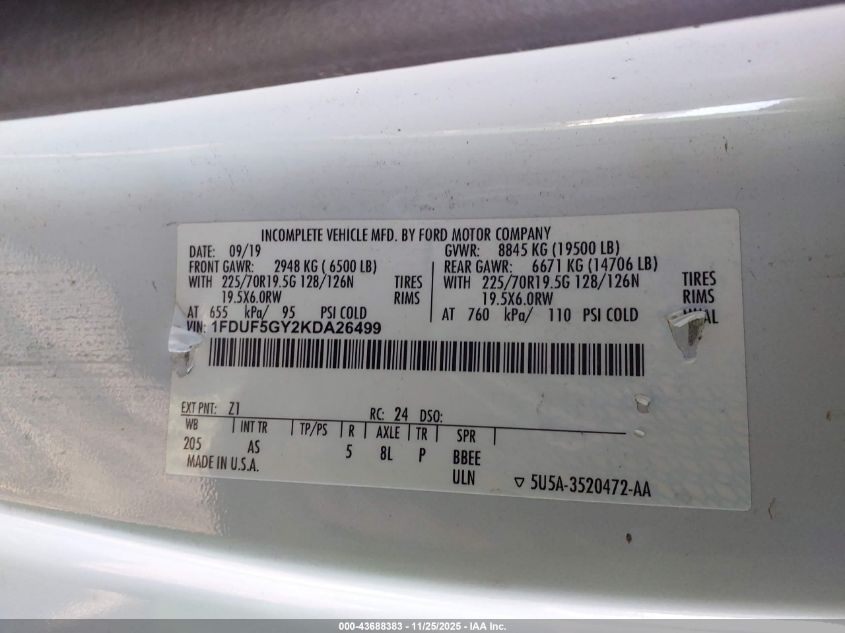 INCOMPLETE VEHICLE MFD. BY FORD MOTOR COMPANY
DATE: 09/19 GVWR: 8845 KG (19500 LB)
FRONT GAWR: 2948 KG ( 6500 LB) REAR GAWR: 6671 KG (14706 LB)
WITH 225/70R19.5G 128/126N TIRES WITH 225/70R19.5G 128/126N TIRES
19.5X6.0RW RIMS 19.5X6.0RW RIMS
AT 655 kPa/ 95 PSI COLD AT 760 kPa/ 110 PSI COLD
VIN: 1FDUF5GY2KDA26499
EXT PNT: Z1 RC: 24 DSO:
WB INT TR TP/PS R AXLE TR SPR
205 AS 5 8L P BBEE
MADE IN U.S.A. ULN ▽ 5U5A-3520472-AA
000-43688383 - 11/25/2025 - IAA Inc.